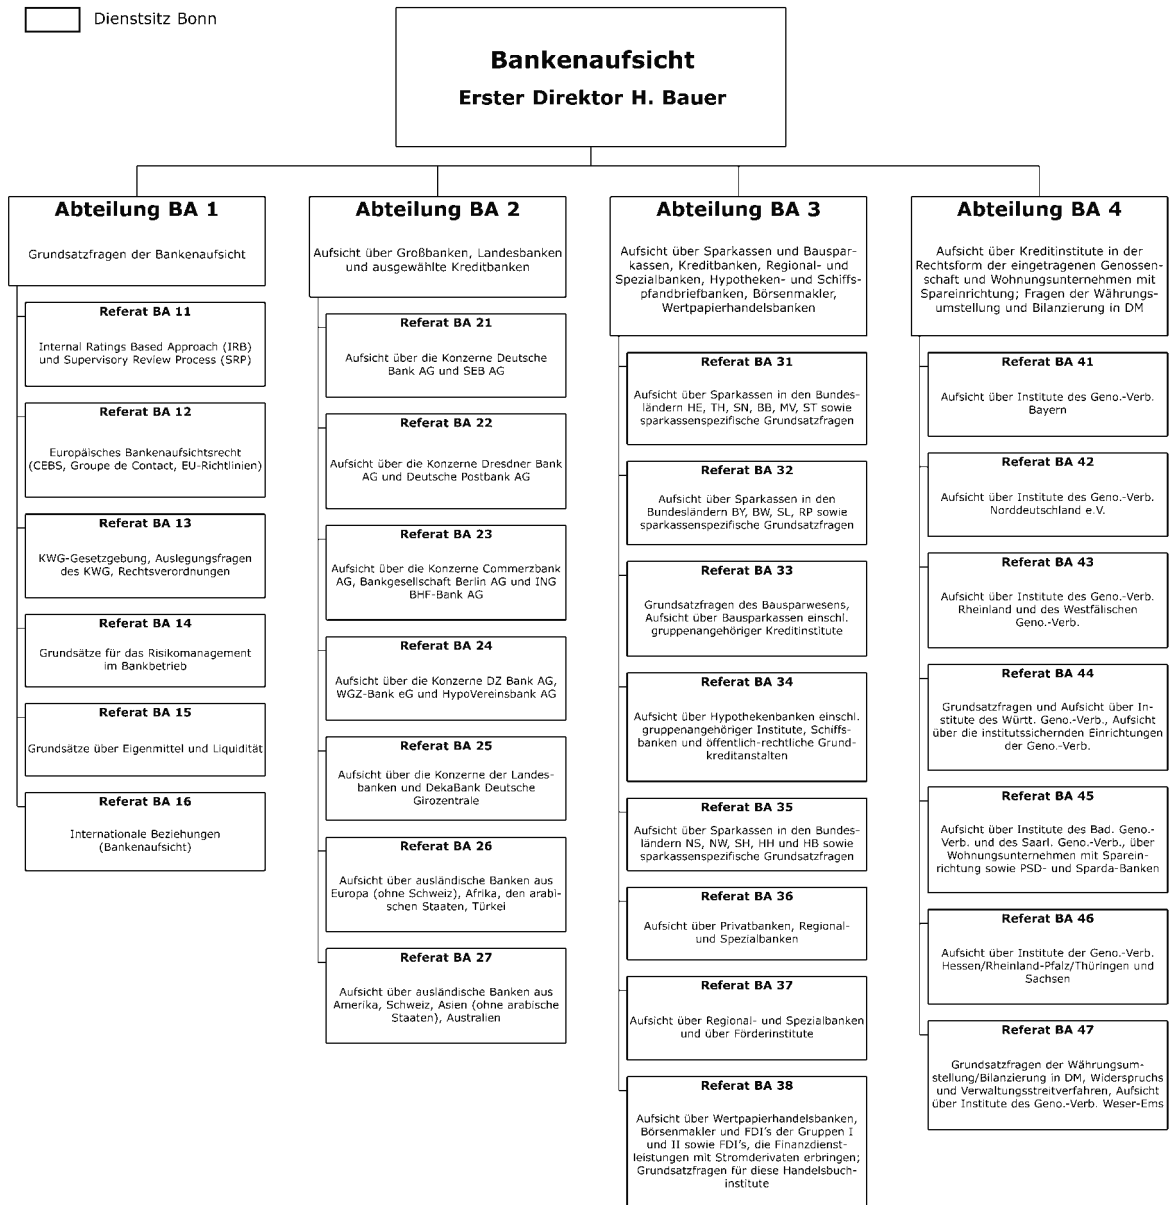 Dienstsitz Bonn
Bankenaufsicht
Erster Direktor H. Bauer
Abteilung BA 1
Grundsatzfragen der Bankenaufsicht
Referat BA 11
Internal Ratings Based Approach (IRB)
und Supervisory Review Process (SRP)
Referat BA 12
Europäisches Bankenaufsichtsrecht
(CEBS, Groupe de Contact, EU-Richtlinien)
Referat BA 13
KWG-Gesetzgebung, Auslegungsfragen
des KWG, Rechtsverordnungen
Referat BA 14
Grundsätze für das Risikomanagement
im Bankbetrieb
Referat BA 15
Grundsätze über Eigenmittel und Liquidität
Referat BA 16
Internationale Beziehungen
(Bankenaufsicht)
Abteilung BA 2
Aufsicht über Großbanken, Landesbanken
und ausgewählte Kreditbanken
Referat BA 21
Aufsicht über die Konzerne Deutsche
Bank AG und SEB AG
Referat BA 22
Aufsicht über die Konzerne Dresdner Bank
AG und Deutsche Postbank AG
Referat BA 23
Aufsicht über die Konzerne Commerzbank
AG, Bankgesellschaft Berlin AG und ING
BHF-Bank AG
Referat BA 24
Aufsicht über die Konzerne DZ Bank AG,
WGZ-Bank eG und HypoVereinsbank AG
Referat BA 25
Aufsicht über die Konzerne der Landes-
banken und DekaBank Deutsche
Girozentrale
Referat BA 26
Aufsicht über ausländische Banken aus
Europa (ohne Schweiz), Afrika, den arabi-
schen Staaten, Türkei
Referat BA 27
Aufsicht über ausländische Banken aus
Amerika, Schweiz, Asien (ohne arabische
Staaten), Australien
Abteilung BA 3
Aufsicht über Sparkassen und Bauspar-
kassen, Kreditbanken, Regional- und
Spezialbanken, Hypotheken- und Schiffs-
pfandbriefbanken, Börsenmakler,
Wertpapierhandelsbanken
Referat BA 31
Aufsicht über Sparkassen in den Bundes-
ländern HE, TH, SN, BB, MV, ST sowie
sparkassenspezifische Grundsatzfragen
Referat BA 32
Aufsicht über Sparkassen in den
Bundesländern BY, BW, SL, RP sowie
sparkassenspezifische Grundsatzfragen
Referat BA 33
Grundsatzfragen des Bausparwesens,
Aufsicht über Bausparkassen einschl.
gruppenangehöriger Kreditinstitute
Referat BA 34
Aufsicht über Hypothekenbanken einschl.
gruppenangehöriger Institute, Schiffs-
banken und öffentlich-rechtliche Grund-
kreditanstalten
Referat BA 35
Aufsicht über Sparkassen in den Bundes-
ländern NS, NW, SH, HH und HB sowie
sparkassenspezifische Grundsatzfragen
Referat BA 36
Aufsicht über Privatbanken, Regional-
und Spezialbanken
Referat BA 37
Aufsicht über Regional- und Spezialbanken
und über Förderinstitute
Referat BA 38
Aufsicht über Wertpapierhandelsbanken,
Börsenmakler und FDI's der Gruppen I
und II sowie FDI's, die Finanzdienst-
leistungen mit Stromderivaten erbringen;
Grundsatzfragen für diese Handelsbuch-
institute
Abteilung BA 4
Aufsicht über Kreditinstitute in der
Rechtsform der eingetragenen Genossen-
schaft und Wohnungsunternehmen mit
Spareinrichtung; Fragen der Währungs-
umstellung und Bilanzierung in DM
Referat BA 41
Aufsicht über Institute des Geno.-Verb.
Bayern
Referat BA 42
Aufsicht über Institute des Geno.-Verb.
Norddeutschland e.V.
Referat BA 43
Aufsicht über Institute des Geno.-Verb.
Rheinland und des Westfälischen
Geno.-Verb.
Referat BA 44
Grundsatzfragen und Aufsicht über In-
stitute des Württ. Geno.-Verb., Aufsicht
über die institutssichernden Einrichtungen
der Geno.-Verb.
Referat BA 45
Aufsicht über Institute des Bad. Geno.-
Verb. und des Saarl. Geno.-Verb., über
Wohnungsunternehmen mit Sparein-
richtung sowie PSD- und Sparda-Banken
Referat BA 46
Aufsicht über Institute der Geno.-Verb.
Hessen/Rheinland-Pfalz/Thüringen und
Sachsen
Referat BA 47
Grundsatzfragen der Währungsum-
stellung/Bilanzierung in DM, Widerspruchs
und Verwaltungsstreitverfahren, Aufsicht
über Institute des Geno.-Verb. Weser-Ems